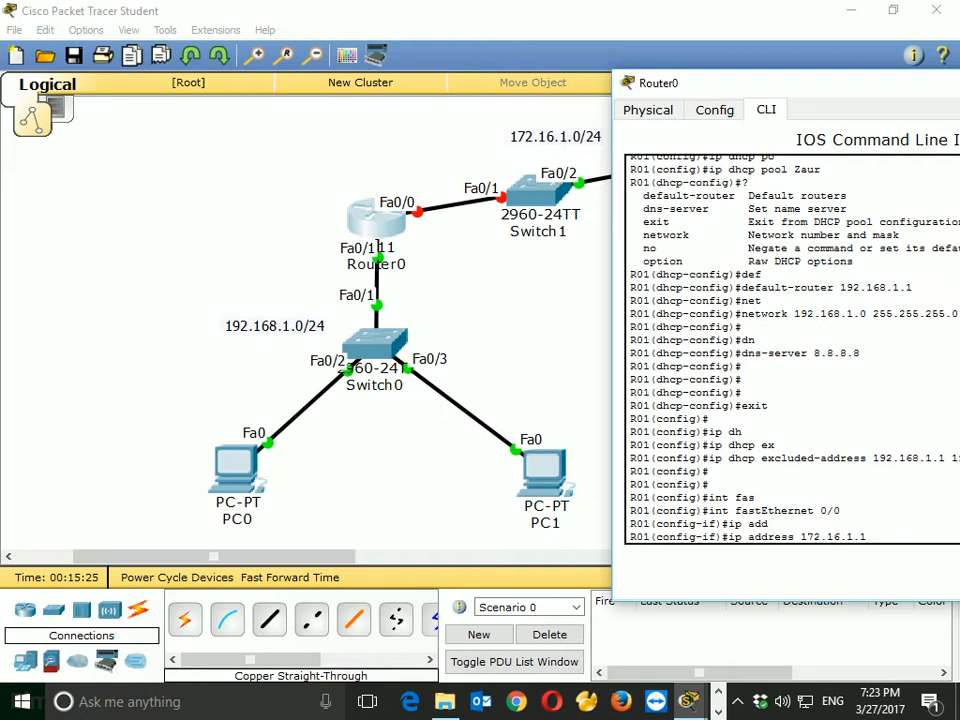 Cisco Packet Tracer Student
File Edit Options View Tools Extensions Help
Logical [Root] New Cluster Move Object
172.16.1.0/24
Fa0/2
Fa0/1
Fa0/0
2960-24TT
Switch1
Router0
Fa0/1
192.168.1.0/24
Fa0/2
Fa0/3
Switch0
Fa0
Fa0
PC-PT
PC0
PC-PT
PC1
Router0
Physical Config CLI
IOS Command Line I
R01(config)#ip dhcp po
R01(config)#ip dhcp pool Zaur
R01(dhcp-config)#?
default-router Default routers
dns-server Set name server
exit Exit from DHCP pool configuration
network Network number and mask
no Negate a command or set its defa
option Raw DHCP options
R01(dhcp-config)#def
R01(dhcp-config)#default-router 192.168.1.1
R01(dhcp-config)#net
R01(dhcp-config)#network 192.168.1.0 255.255.255.0
R01(dhcp-config)#
R01(dhcp-config)#dn
R01(dhcp-config)#dns-server 8.8.8.8
R01(dhcp-config)#
R01(dhcp-config)#
R01(dhcp-config)#
R01(dhcp-config)#exit
R01(config)#
R01(config)#ip dh
R01(config)#ip dhcp ex
R01(config)#ip dhcp excluded-address 192.168.1.1
R01(config)#
R01(config)#
R01(config)#int fas
R01(config)#int fastEthernet 0/0
R01(config-if)#ip add
R01(config-if)#ip address 172.16.1.1
Time: 00:15:25 Power Cycle Devices Fast Forward Time
Connections
Copper Straight-Through
Scenario 0
New Delete
Toggle PDU List Window
Fire Last Status Source Destination Type Color
Ask me anything
ENG
7:23 PM
3/27/2017